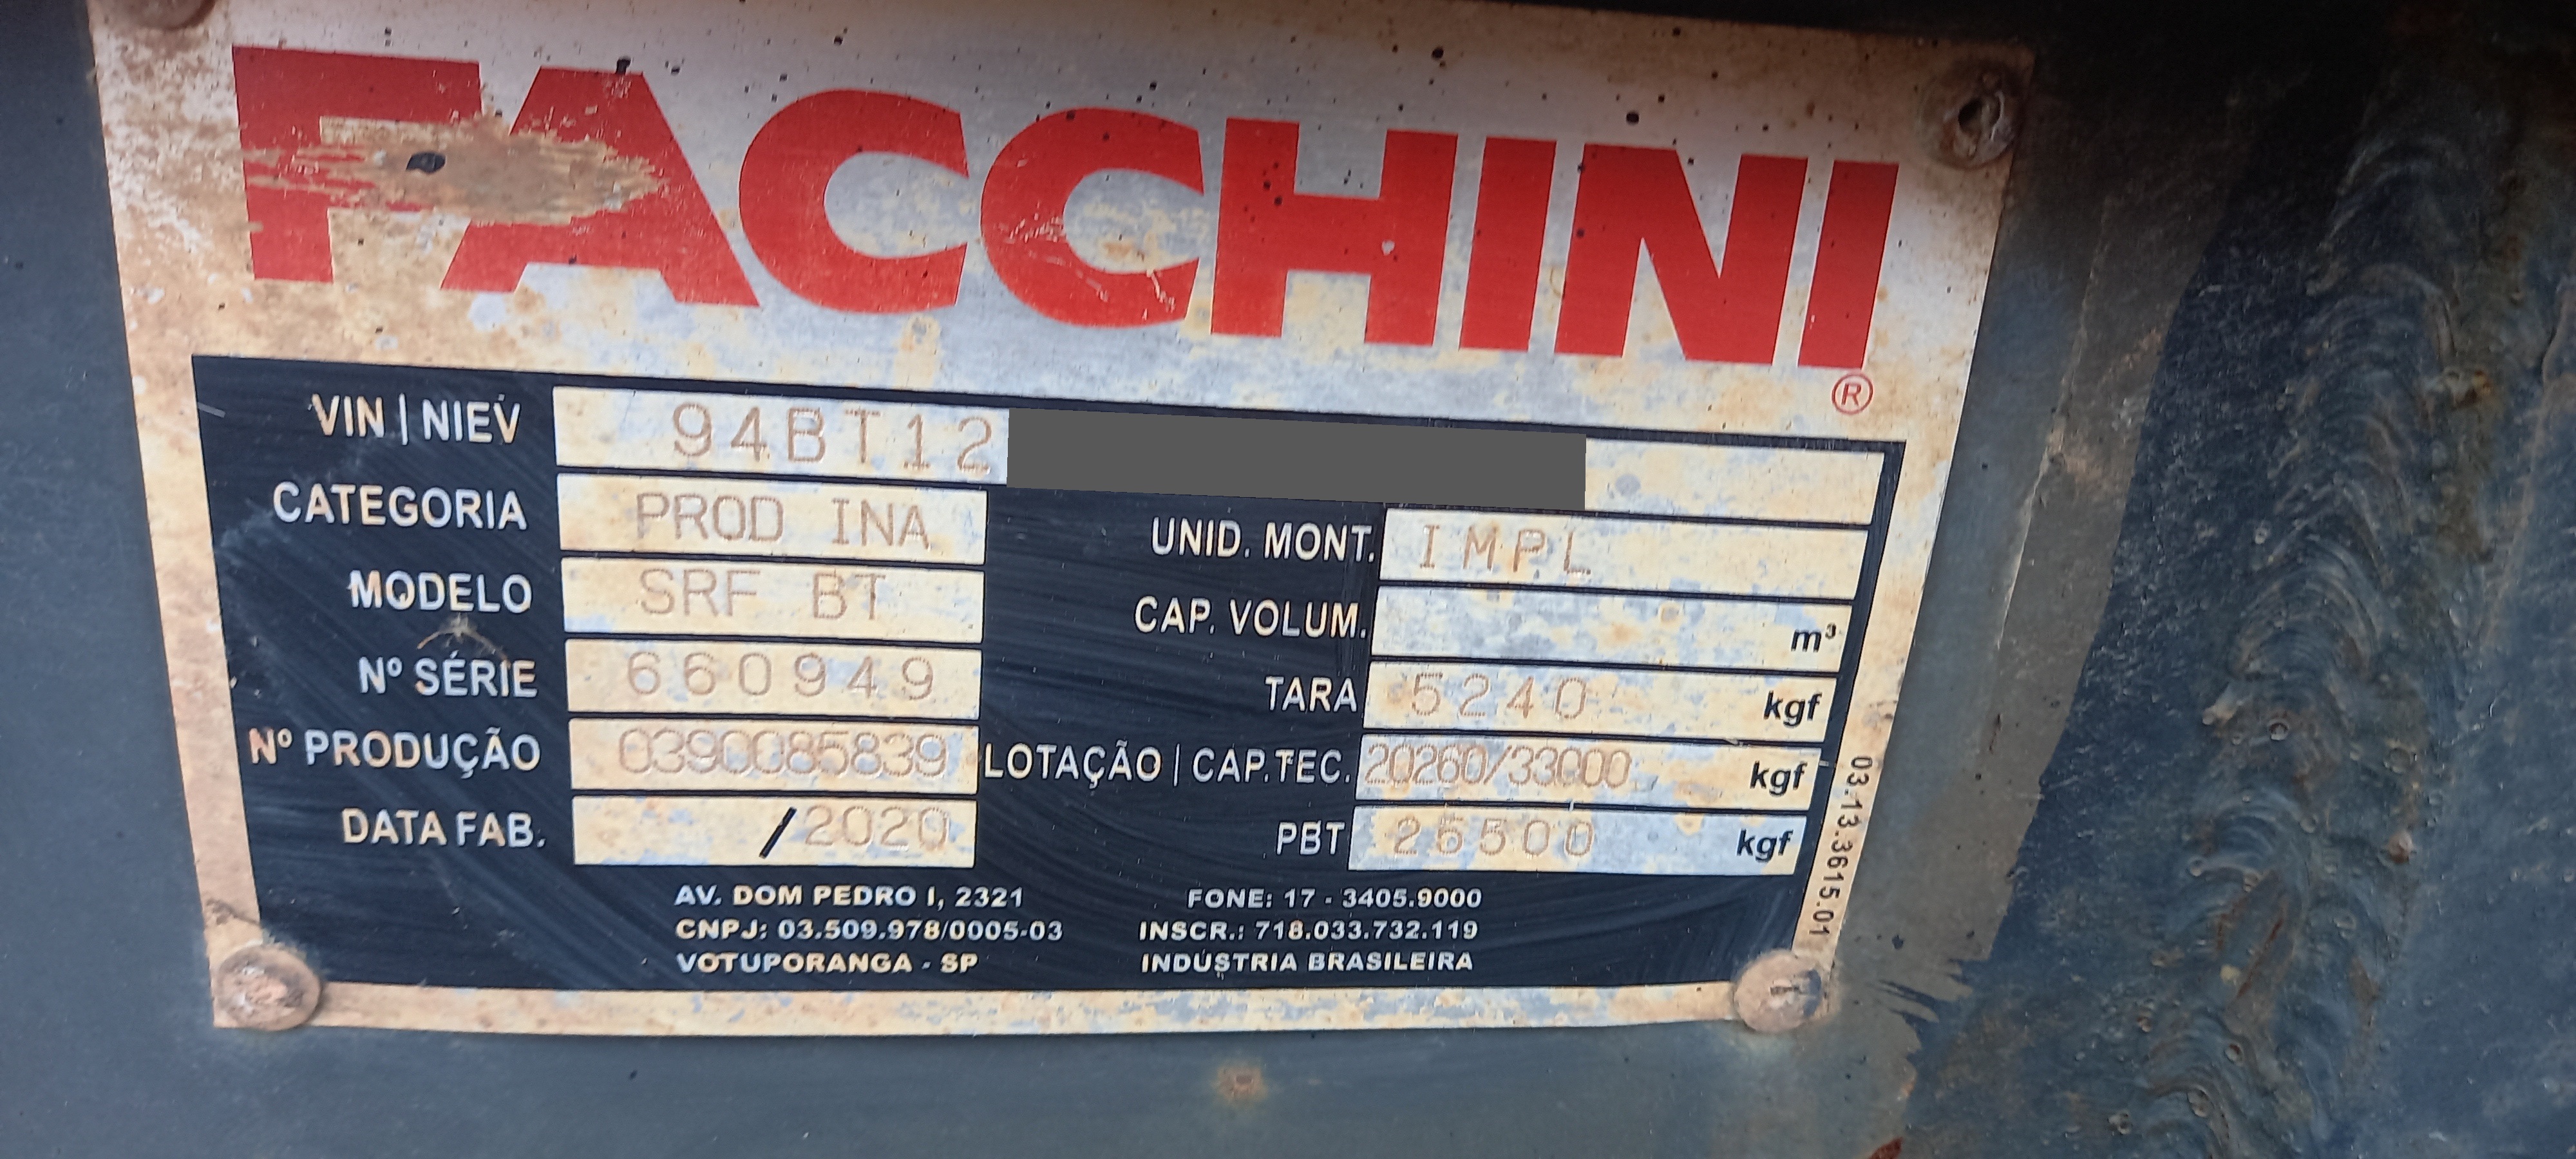 FACCHINI
®
VIN | NIEV 94BT12
CATEGORIA PROD INA
UNID. MONT. IMPL
MODELO SRF BT
CAP. VOLUM. m³
Nº SÉRIE 660949
TARA 5240 kgf
Nº PRODUÇÃO 0390085839
LOTAÇÃO | CAP.TEC. 20260/33000 kgf
DATA FAB. /2020
PBT 26500 kgf
AV. DOM PEDRO I, 2321 FONE: 17 - 3405.9000
CNPJ: 03.509.978/0005-03 INSCR.: 718.033.732.119
VOTUPORANGA - SP INDÚSTRIA BRASILEIRA
03.13.3615.01